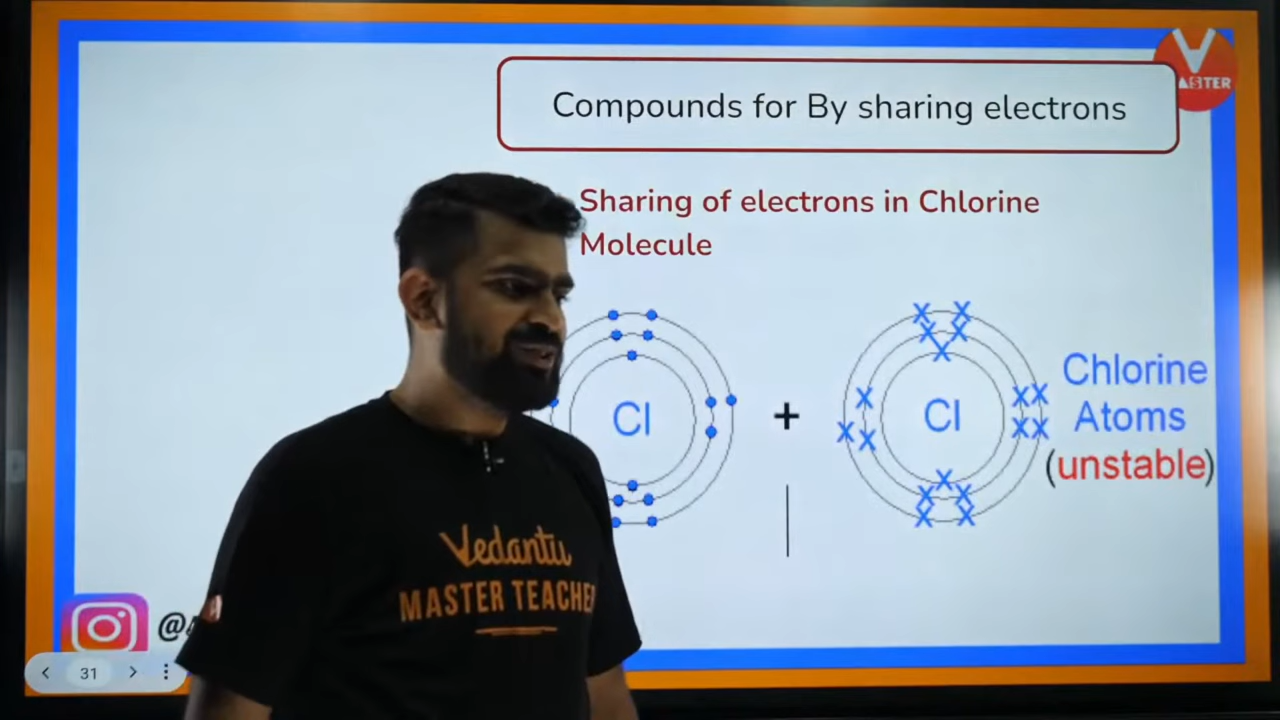 Compounds for By sharing electrons
Sharing of electrons in Chlorine
Molecule
Cl
+
Cl
Chlorine
Atoms
(unstable)
Vedantu
MASTER TEACHER
@
31